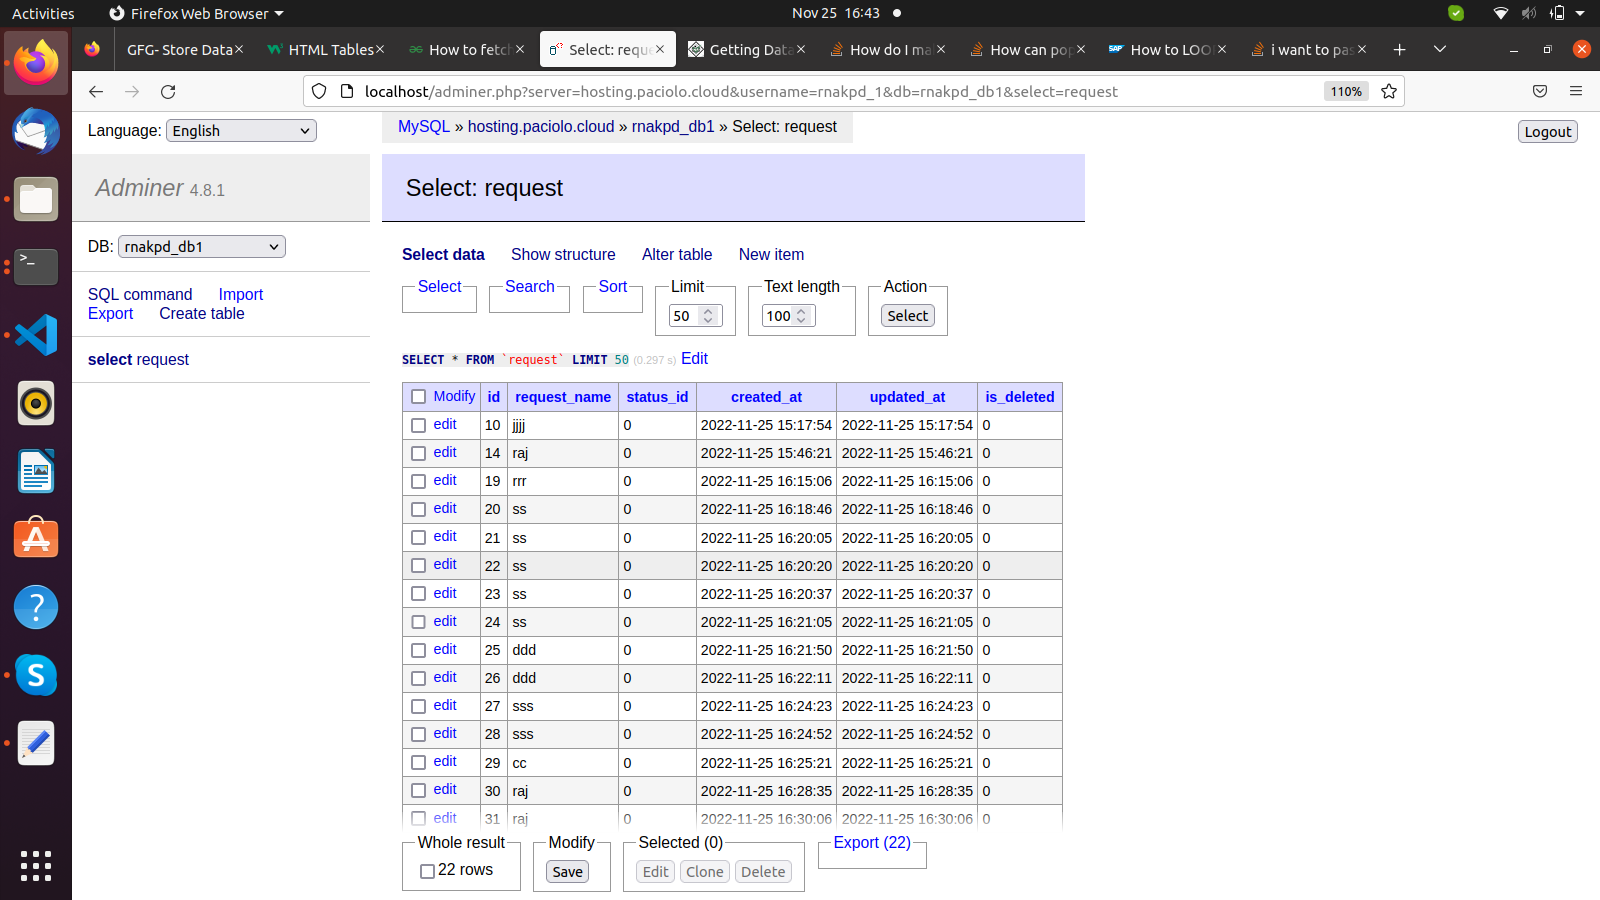 Activities Firefox Web Browser Nov 25 16:43
GFG- Store Data HTML Tables How to fetch Select: reque Getting Data How do I ma How can pop SAP How to LOO i want to pas
localhost/adminer.php?server=hosting.paciolo.cloud&username=rnakpd_1&db=rnakpd_db1&select=request 110%
Language: English MySQL » hosting.paciolo.cloud » rnakpd_db1 » Select: request Logout
Adminer 4.8.1
Select: request
DB: rnakpd_db1
SQL command Import
Export Create table
select request
Select data Show structure Alter table New item
Select Search Sort Limit Text length Action
50 100 Select
SELECT * FROM `request` LIMIT 50 (0.297 s) Edit
Modify id request_name status_id created_at updated_at is_deleted
edit 10 jjjj 0 2022-11-25 15:17:54 2022-11-25 15:17:54 0
edit 14 raj 0 2022-11-25 15:46:21 2022-11-25 15:46:21 0
edit 19 rrr 0 2022-11-25 16:15:06 2022-11-25 16:15:06 0
edit 20 ss 0 2022-11-25 16:18:46 2022-11-25 16:18:46 0
edit 21 ss 0 2022-11-25 16:20:05 2022-11-25 16:20:05 0
edit 22 ss 0 2022-11-25 16:20:20 2022-11-25 16:20:20 0
edit 23 ss 0 2022-11-25 16:20:37 2022-11-25 16:20:37 0
edit 24 ss 0 2022-11-25 16:21:05 2022-11-25 16:21:05 0
edit 25 ddd 0 2022-11-25 16:21:50 2022-11-25 16:21:50 0
edit 26 ddd 0 2022-11-25 16:22:11 2022-11-25 16:22:11 0
edit 27 sss 0 2022-11-25 16:24:23 2022-11-25 16:24:23 0
edit 28 sss 0 2022-11-25 16:24:52 2022-11-25 16:24:52 0
edit 29 cc 0 2022-11-25 16:25:21 2022-11-25 16:25:21 0
edit 30 raj 0 2022-11-25 16:28:35 2022-11-25 16:28:35 0
edit 31 raj 0 2022-11-25 16:30:06 2022-11-25 16:30:06 0
Whole result Modify Selected (0) Export (22)
22 rows Save Edit Clone Delete